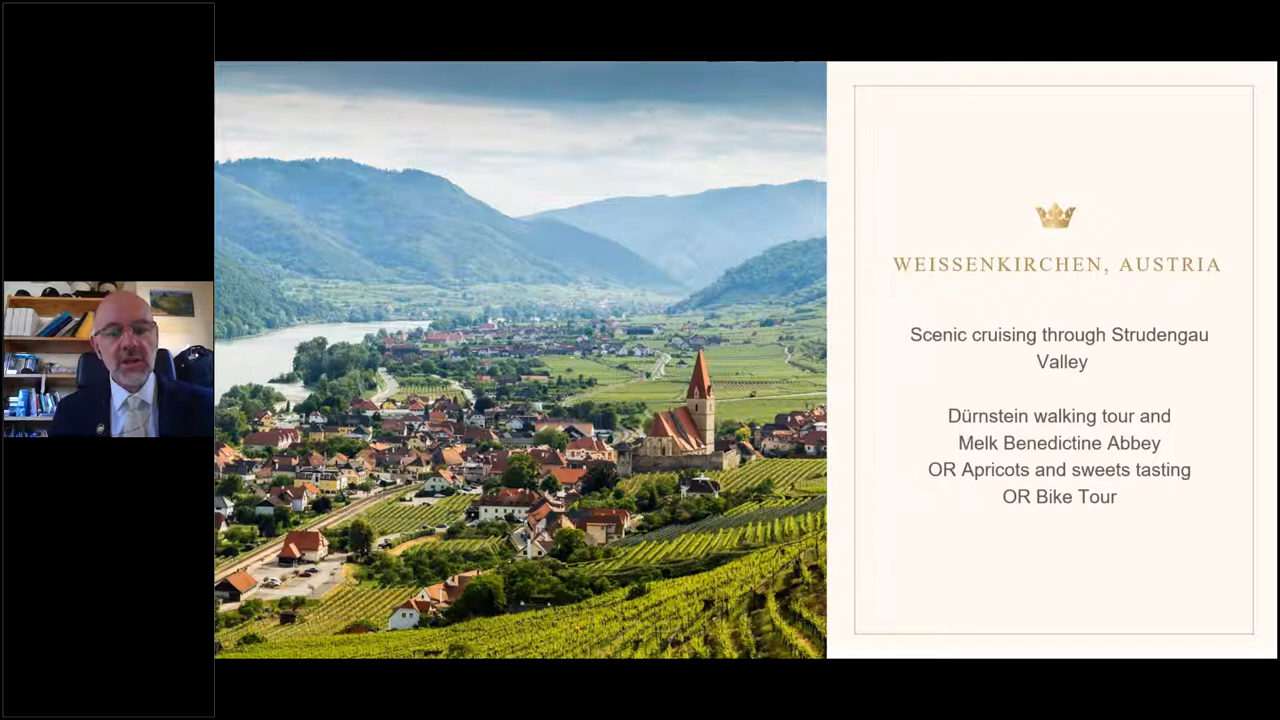 WEISSENKIRCHEN, AUSTRIA
Scenic cruising through Strudengau
Valley
Dürnstein walking tour and
Melk Benedictine Abbey
OR Apricots and sweets tasting
OR Bike Tour